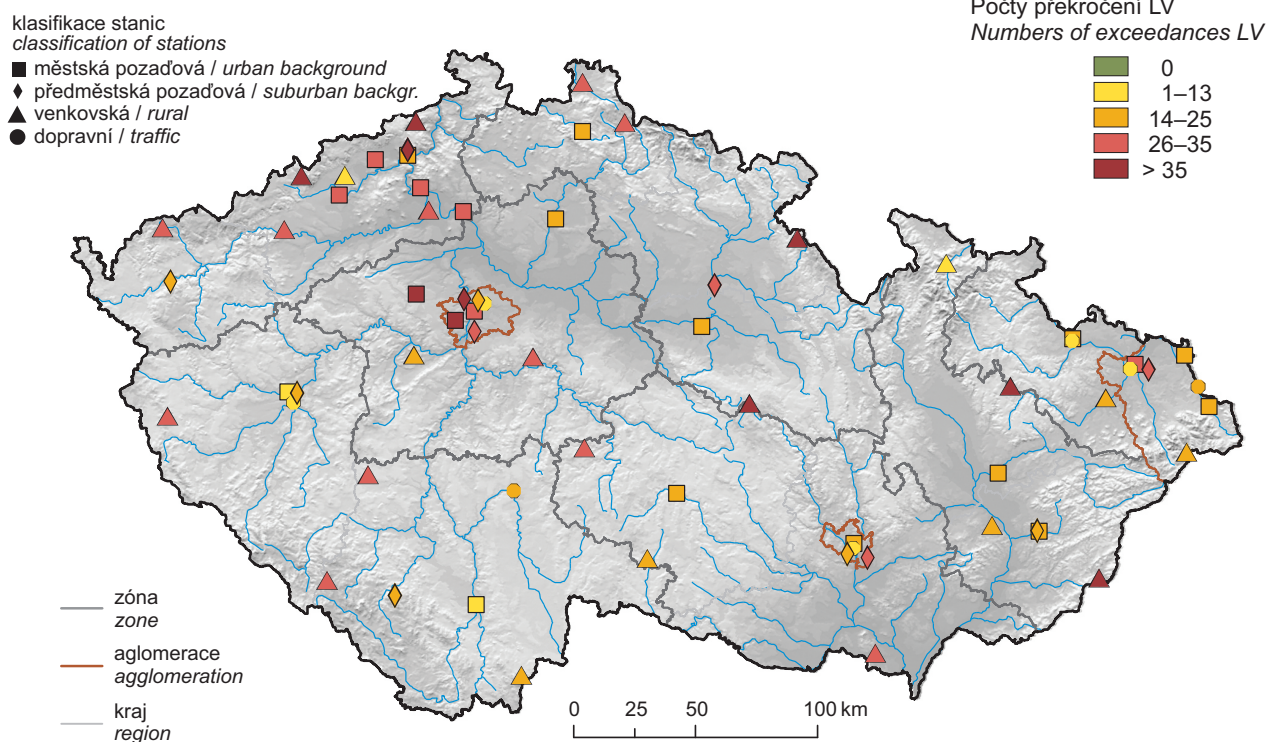 klasifikace stanic
classification of stations
městská pozaďová / urban background
předměstská pozaďová / suburban backgr.
venkovská / rural
dopravní / traffic
Počty překročení LV
Numbers of exceedances LV
0
1–13
14–25
26–35
> 35
zóna
zone
aglomerace
agglomeration
kraj
region
0 25 50 100 km